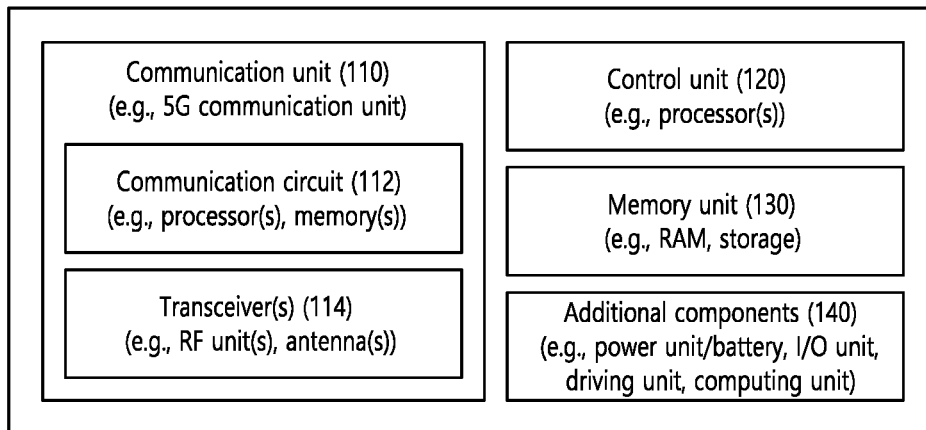 Communication unit (110)
(e.g., 5G communication unit)
Communication circuit (112)
(e.g., processor(s), memory(s))
Transceiver(s) (114)
(e.g., RF unit(s), antenna(s))
Control unit (120)
(e.g., processor(s))
Memory unit (130)
(e.g., RAM, storage)
Additional components (140)
(e.g., power unit/battery, I/O unit,
driving unit, computing unit)